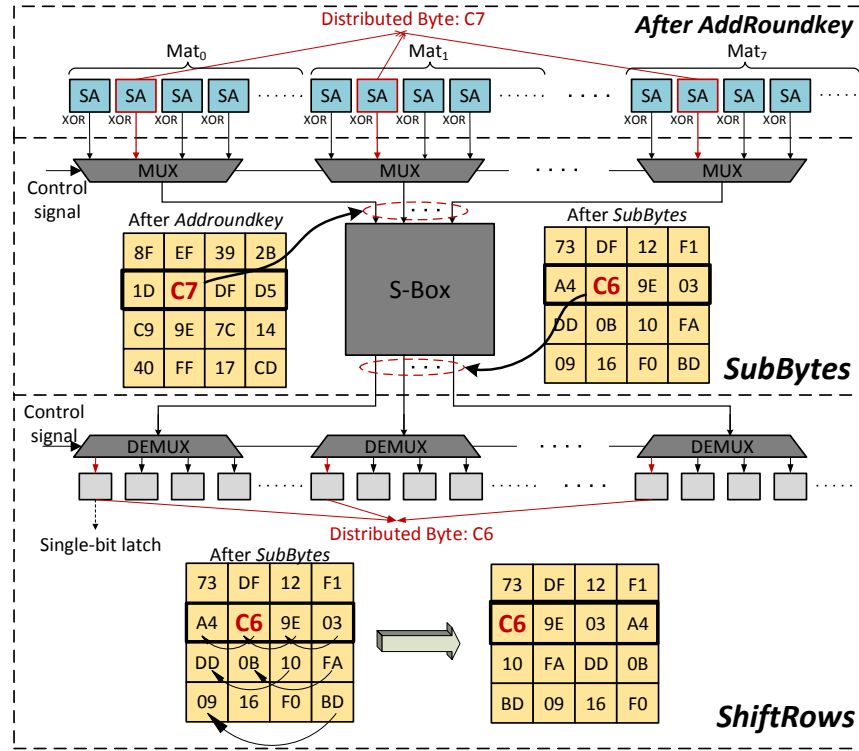 Distributed Byte: C7
After AddRoundkey
Mat0 Mat1 Mat7
SA SA SA SA ...... SA SA SA SA ...... .... SA SA SA SA ......
XOR XOR XOR XOR XOR XOR XOR XOR XOR XOR XOR XOR
MUX MUX .... MUX
Control
signal
After Addroundkey
8F EF 39 2B
1D C7 DF D5
C9 9E 7C 14
40 FF 17 CD
...
S-Box
...
After SubBytes
73 DF 12 F1
A4 C6 9E 03
DD 0B 10 FA
09 16 F0 BD
SubBytes
Control
signal
DEMUX DEMUX .... DEMUX
...... ...... .... ......
Distributed Byte: C6
Single-bit latch
After SubBytes
73 DF 12 F1
A4 C6 9E 03
DD 0B 10 FA
09 16 F0 BD
73 DF 12 F1
C6 9E 03 A4
10 FA DD 0B
BD 09 16 F0
ShiftRows